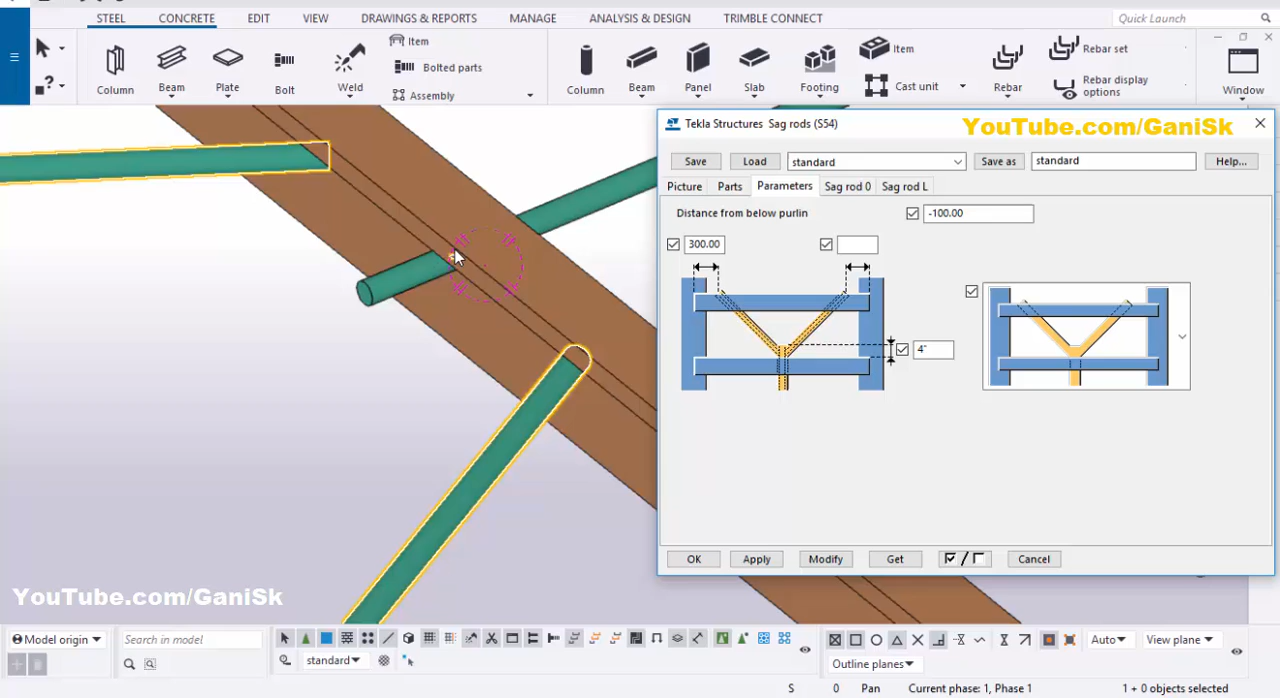 STEEL CONCRETE EDIT VIEW DRAWINGS & REPORTS MANAGE ANALYSIS & DESIGN TRIMBLE CONNECT Quick Launch
Column Beam Plate Bolt Weld Item Bolted parts Assembly
Column Beam Panel Slab Footing Item Cast unit Rebar Rebar set Rebar display options Window
Tekla Structures Sag rods (S54)
YouTube.com/GaniSk
Save Load standard Save as standard Help...
Picture Parts Parameters Sag rod 0 Sag rod L
Distance from below purlin -100.00
300.00
4"
OK Apply Modify Get / Cancel
YouTube.com/GaniSk
Model origin Search in model
standard
Auto View plane
Outline planes
S 0 Pan Current phase: 1, Phase 1 1 + 0 objects selected